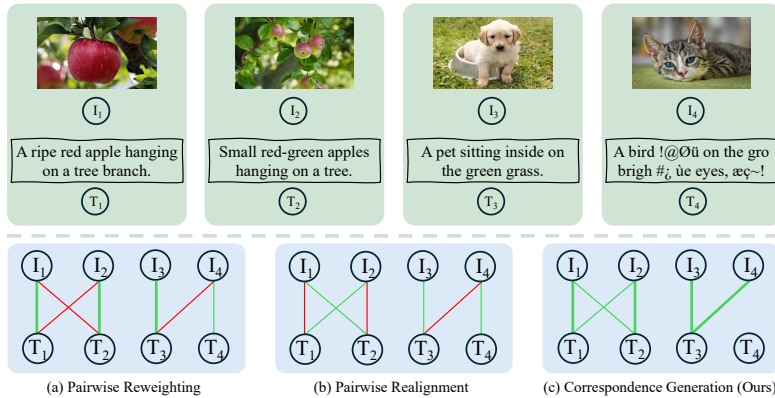 I1 I2 I3 I4
A ripe red apple hanging
on a tree branch.
Small red-green apples
hanging on a tree.
A pet sitting inside on
the green grass.
A bird !@Øü on the gro
brigh #¿ ùe eyes, æç~!
T1 T2 T3 T4
I1 I2 I3 I4 I1 I2 I3 I4 I1 I2 I3 I4
T1 T2 T3 T4 T1 T2 T3 T4 T1 T2 T3 T4
(a) Pairwise Reweighting
(b) Pairwise Realignment
(c) Correspondence Generation (Ours)